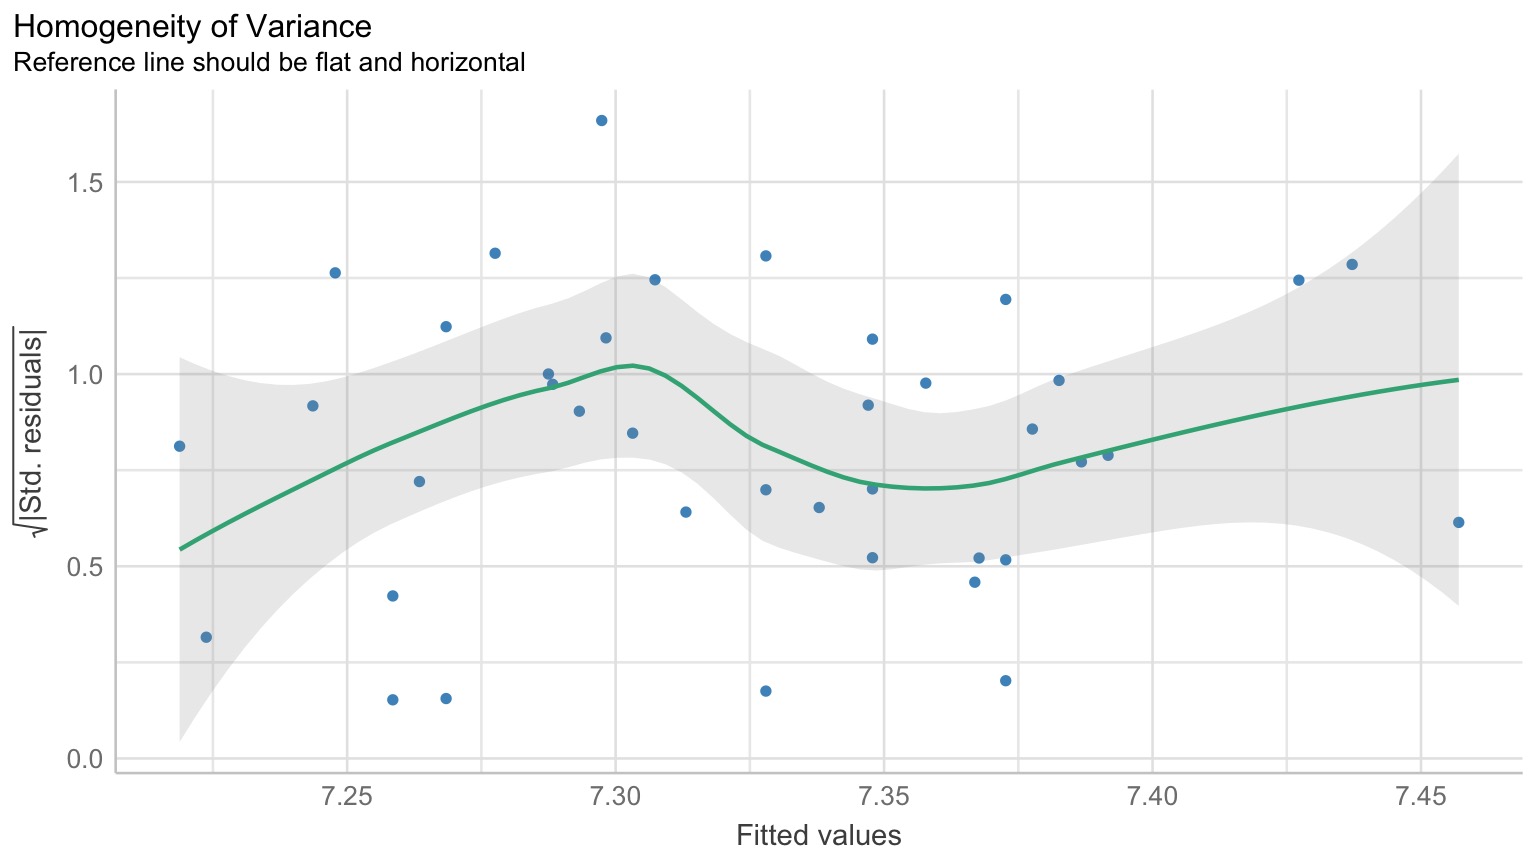 Homogeneity of Variance
Reference line should be flat and horizontal
√|Std. residuals|
1.5
1.0
0.5
0.0
7.25 7.30 7.35 7.40 7.45
Fitted values